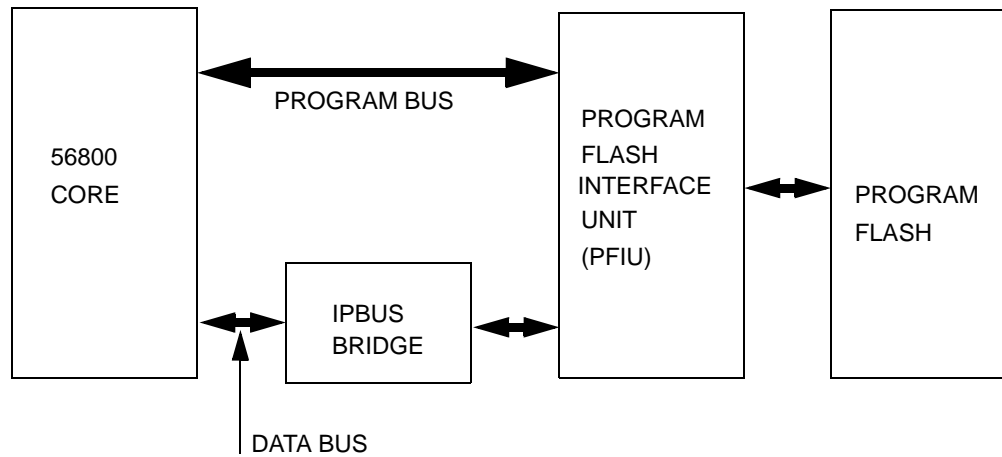 56800
CORE
PROGRAM BUS
IPBUS
BRIDGE
DATA BUS
PROGRAM
FLASH
INTERFACE
UNIT
(PFIU)
PROGRAM
FLASH